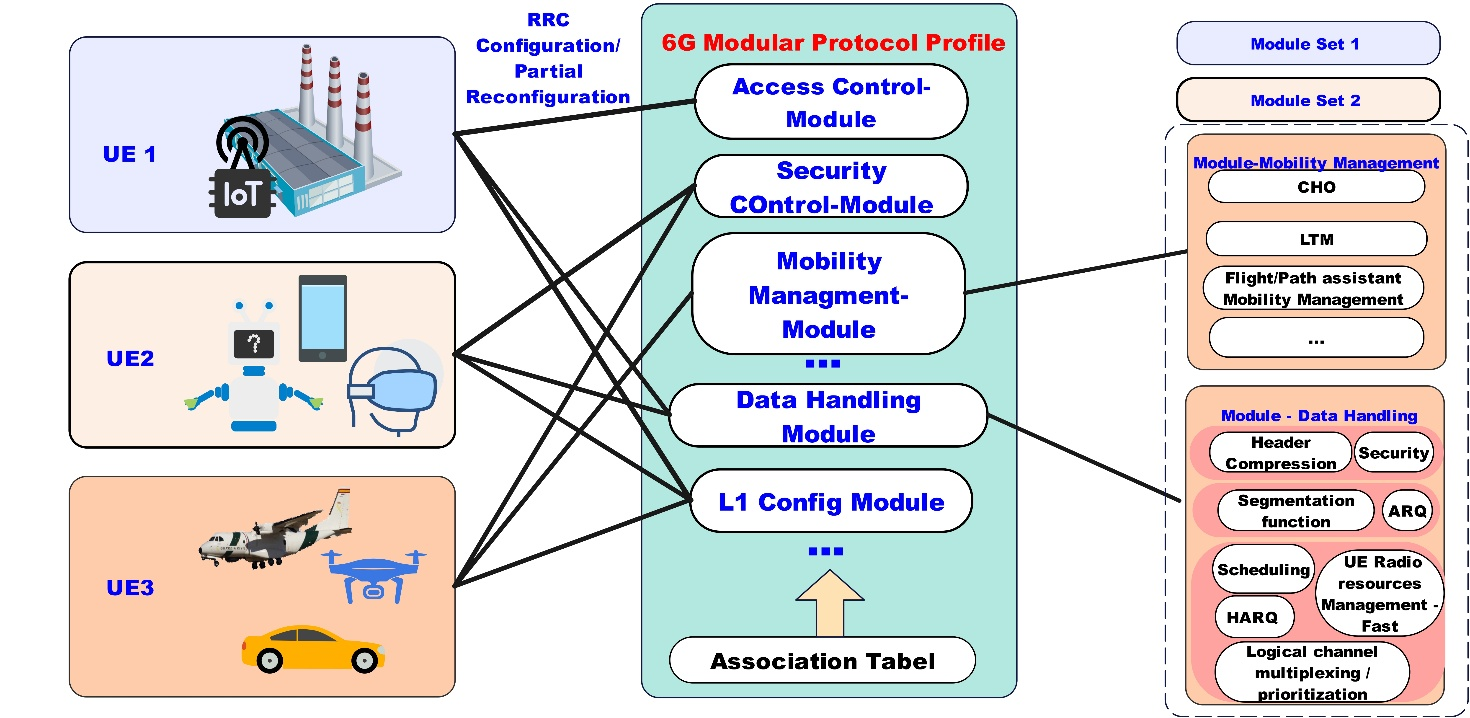 RRC
Configuration/
Partial
Reconfiguration
UE 1
IoT
UE2
?
UE3
6G Modular Protocol Profile
Access Control-
Module
Security
COntrol-Module
Mobility
Managment-
Module
...
Data Handling
Module
L1 Config Module
...
Association Tabel
Module Set 1
Module Set 2
Module-Mobility Management
CHO
LTM
Flight/Path assistant
Mobility Management
...
Module - Data Handling
Header
Compression
Security
Segmentation
function
ARQ
Scheduling
HARQ
UE Radio
resources
Management -
Fast
Logical channel
multiplexing /
prioritization